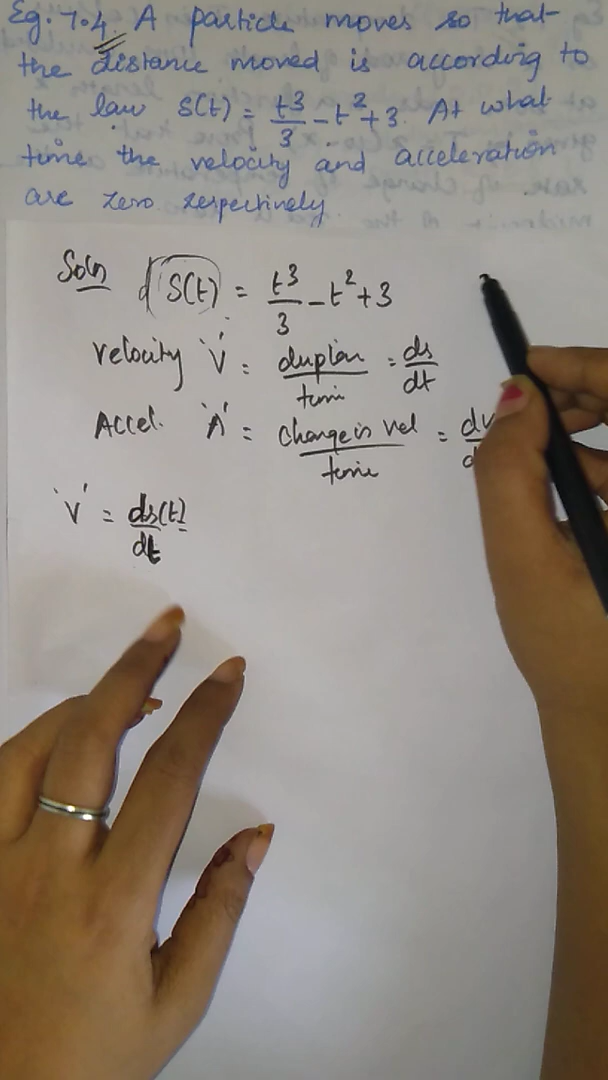 Eg. 7.4. A particle moves so that
the distance moved is according to
the law S(t) = t³/3 - t² + 3. At what
time the velocity and acceleration
are zero respectively
Soln S(t) = t³/3 - t² + 3
Velocity 'V' = / time = ds/dt
Accel. 'A' = change in vel / time = dv
'V' = ds(t)/dt